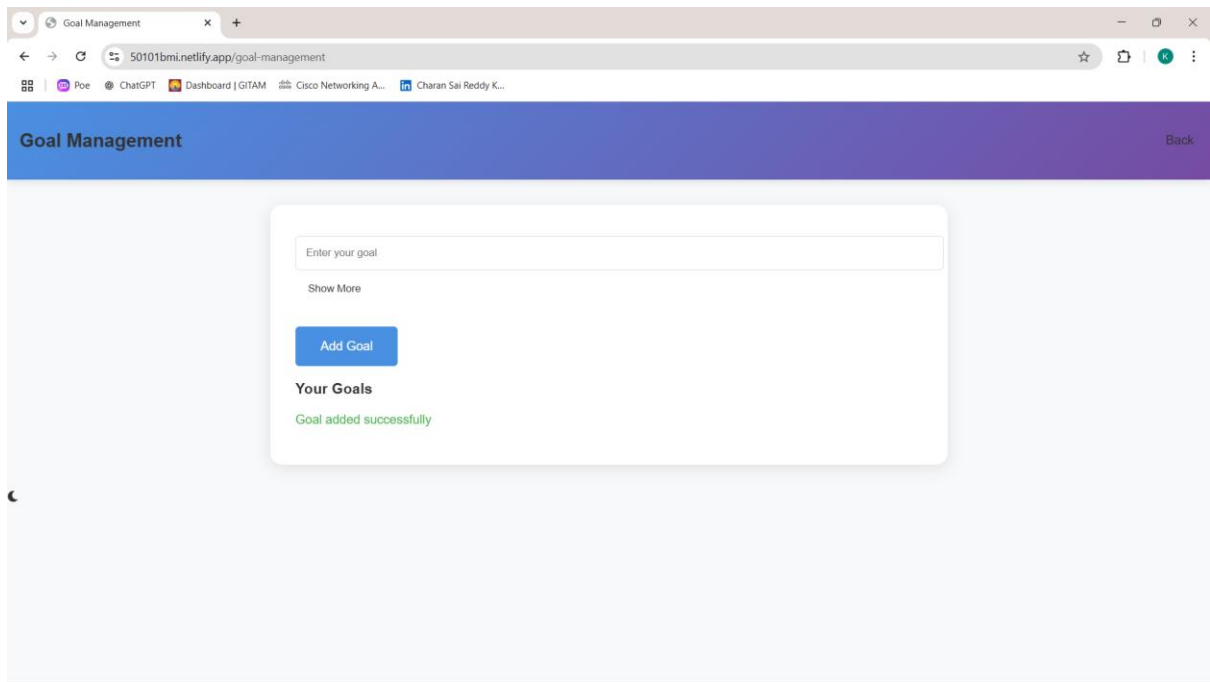 Goal Management
50101bmi.netlify.app/goal-management
K
Poe ChatGPT Dashboard | GITAM Cisco Networking A... in Charan Sai Reddy K...
Goal Management Back
Enter your goal
Show More
Add Goal
Your Goals
Goal added successfully